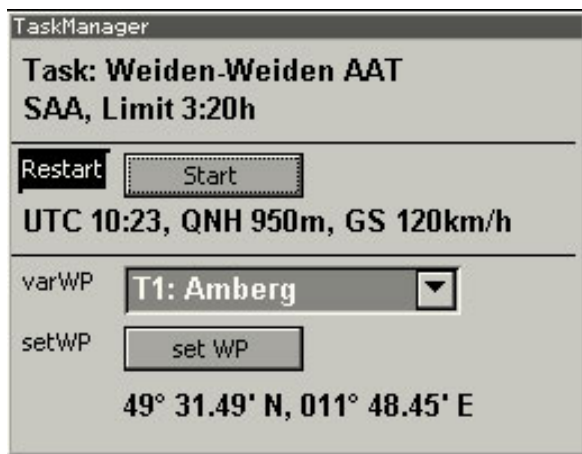 TaskManager
Task: Weiden-Weiden AAT
SAA, Limit 3:20h
Restart Start
UTC 10:23, QNH 950m, GS 120km/h
varWP T1: Amberg
setWP set WP
49° 31.49' N, 011° 48.45' E